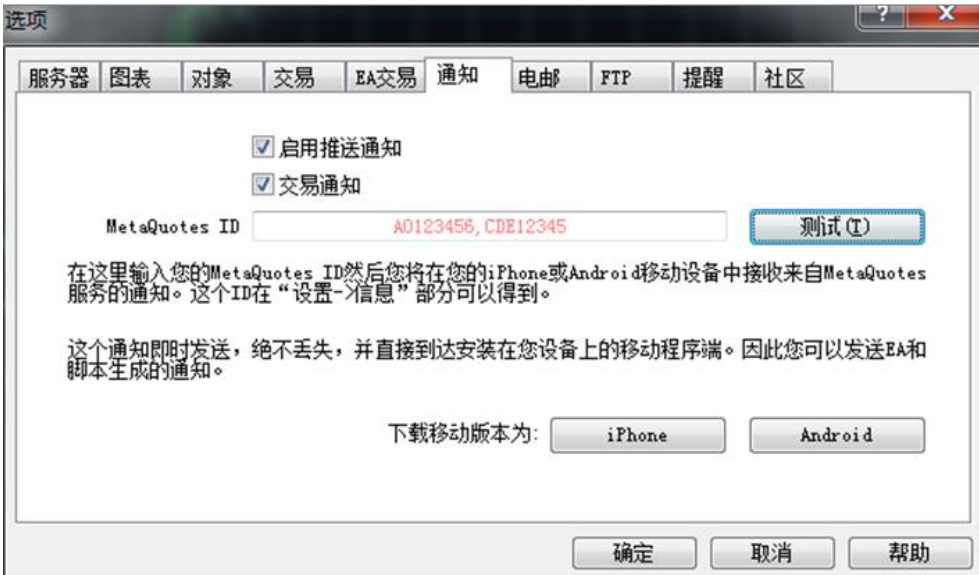 选项
服务器 图表 对象 交易 EA交易 通知 电邮 FTP 提醒 社区
启用推送通知
交易通知
MetaQuotes ID A0123456,CDE12345 测试(T)
在这里输入您的MetaQuotes ID然后您将在您的iPhone或Android移动设备中接收来自MetaQuotes
服务的通知。这个ID在“设置->信息”部分可以得到。
这个通知即时发送，绝不丢失，并直接到达安装在您设备上的移动程序端。因此您可以发送EA和
脚本生成的通知。
下载移动版本为: iPhone Android
确定 取消 帮助